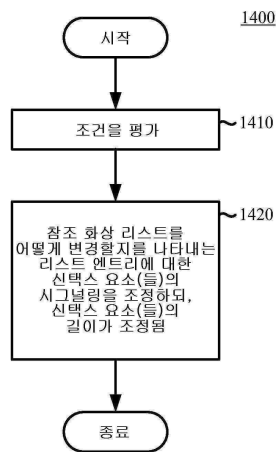 1400
시작
조건을 평가
1410
참조 화상 리스트를
어떻게 변경할지를 나타내는
리스트 엔트리에 대한
신택스 요소(들)의
시그널링을 조정하되,
신택스 요소(들)의
길이가 조정됨
1420
종료